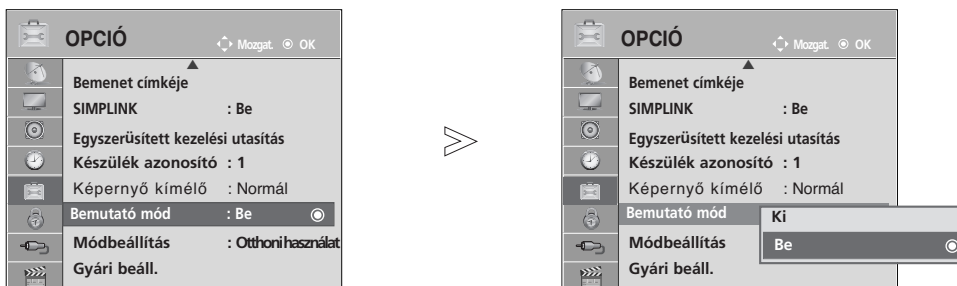 OPCIÓ Mozgat. OK
Bemenet címkéje
SIMPLINK : Be
Egyszerűsített kezelési utasítás
Készülék azonosító : 1
Képernyő kímélő : Normál
Bemutató mód : Be
Módbeállítás : Otthoni használat
Gyári beáll.
OPCIÓ Mozgat. OK
Bemenet címkéje
SIMPLINK : Be
Egyszerűsített kezelési utasítás
Készülék azonosító : 1
Képernyő kímélő : Normál
Bemutató mód
Ki
Be
Módbeállítás
Gyári beáll.